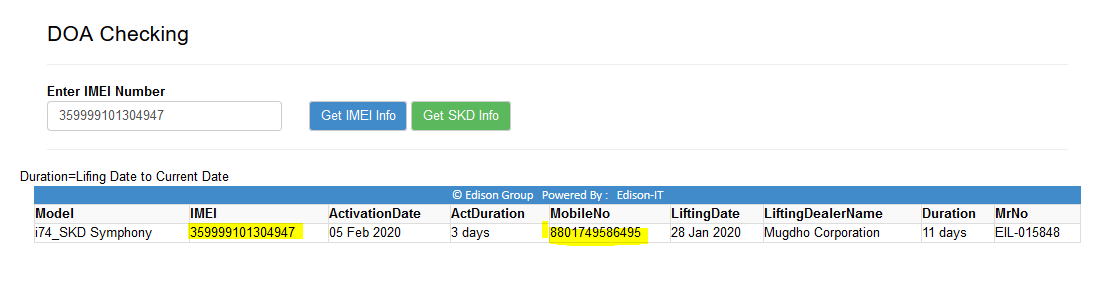 DOA Checking
Enter IMEI Number
359999101304947 Get IMEI Info Get SKD Info
Duration=Lifing Date to Current Date
© Edison Group Powered By : Edison-IT
Model IMEI ActivationDate ActDuration MobileNo LiftingDate LiftingDealerName Duration MrNo
i74_SKD Symphony 359999101304947 05 Feb 2020 3 days 8801749586495 28 Jan 2020 Mugdho Corporation 11 days EIL-015848